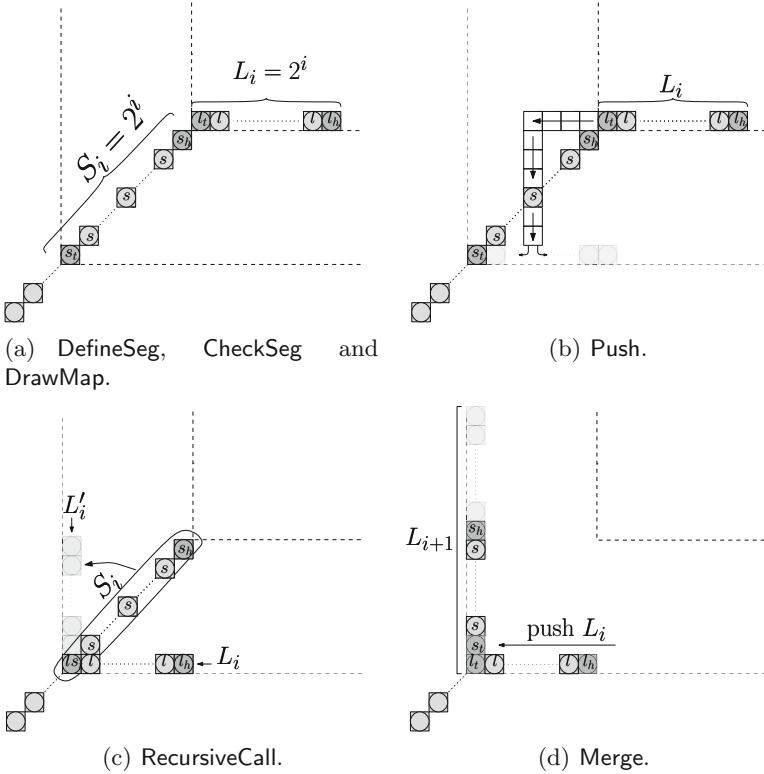 L_i = 2^i
S_i = 2^i
l_t l l l_h
s_h
s
s
s
s_t
(a) DefineSeg, CheckSeg and
DrawMap.
L_i
l_t l l l_h
s_h
s
s
s
s_t
(b) Push.
L'_i
S_i
s_h
s
s
s
ls l l l_h
L_i
(c) RecursiveCall.
L_{i+1}
s_h
s
s
s_t
push L_i
l_t l l l_h
(d) Merge.